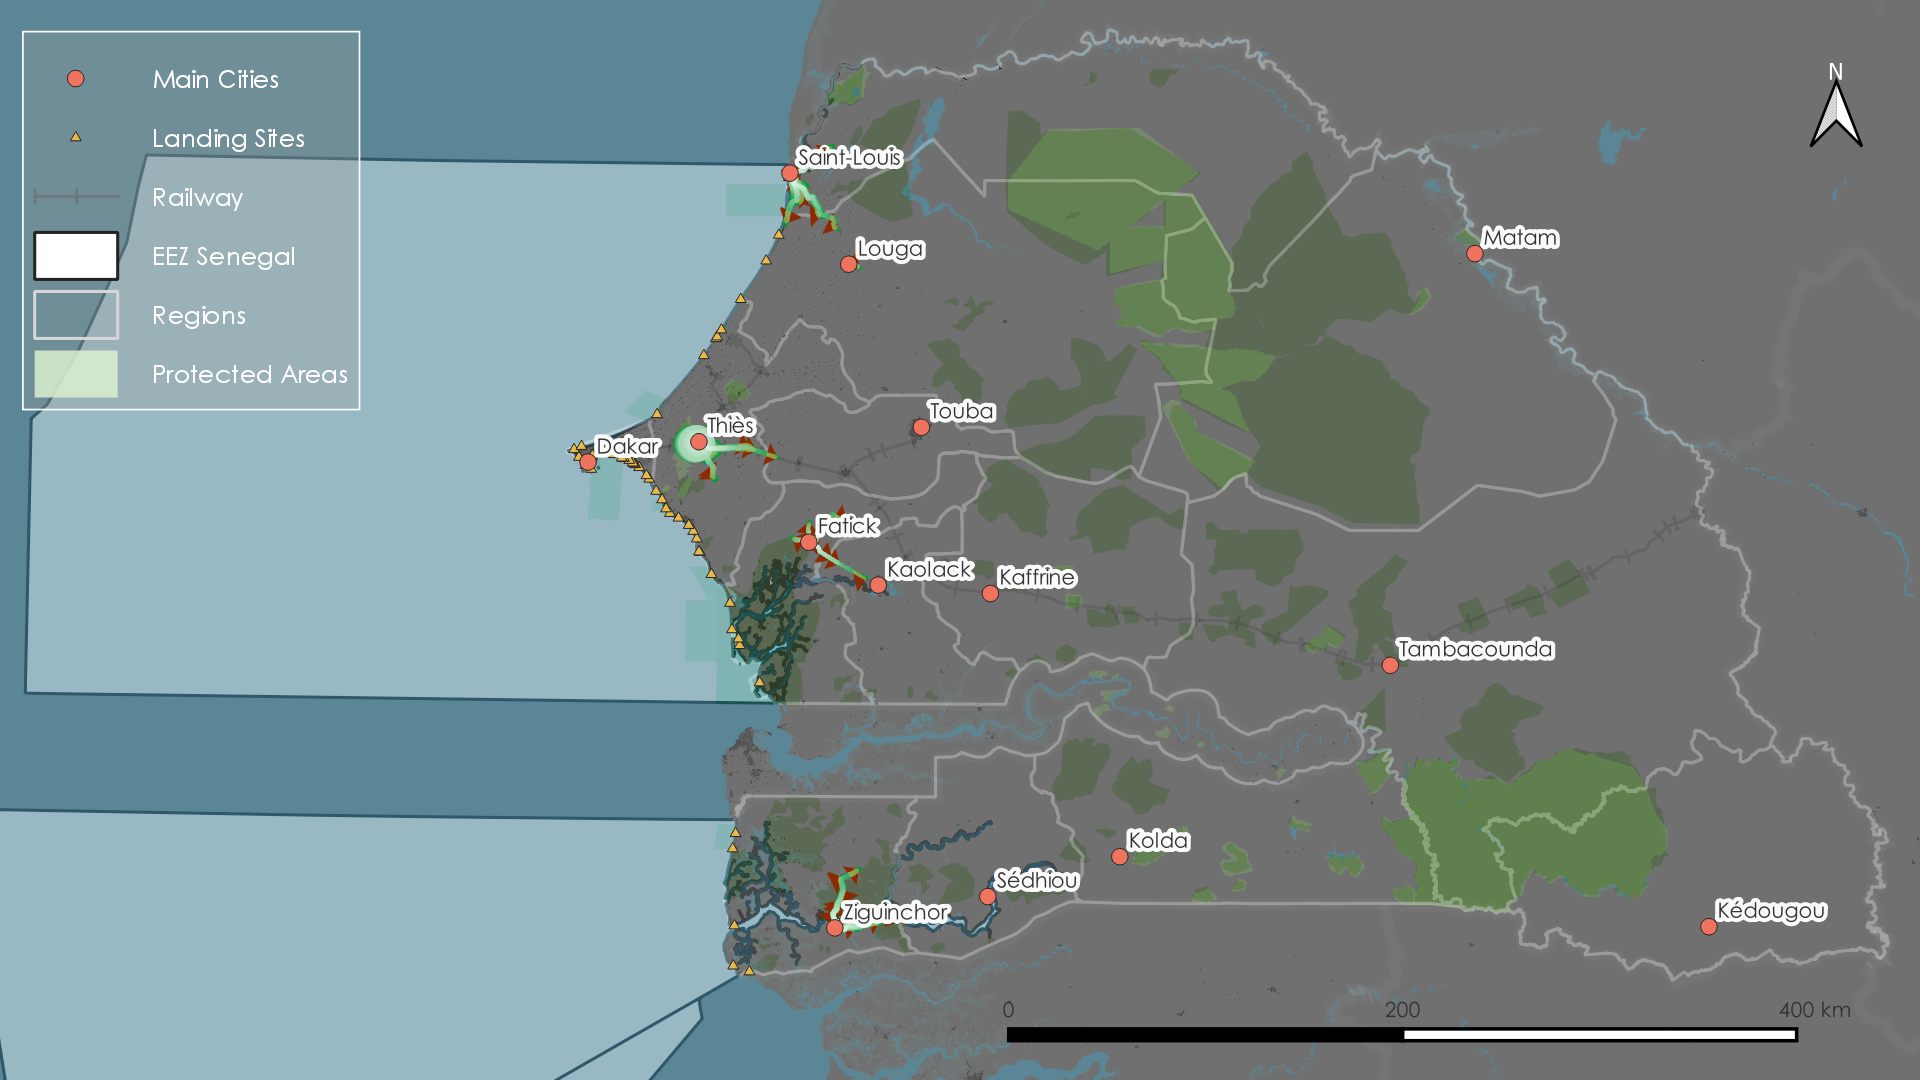 Main Cities
Landing Sites
Railway
EEZ Senegal
Regions
Protected Areas
N
Saint-Louis
Louga
Matam
Touba
Thiès
Dakar
Fatick
Kaolack
Kaffrine
Tambacounda
Kolda
Sédhiou
Ziguinchor
Kédougou
0 200 400 km